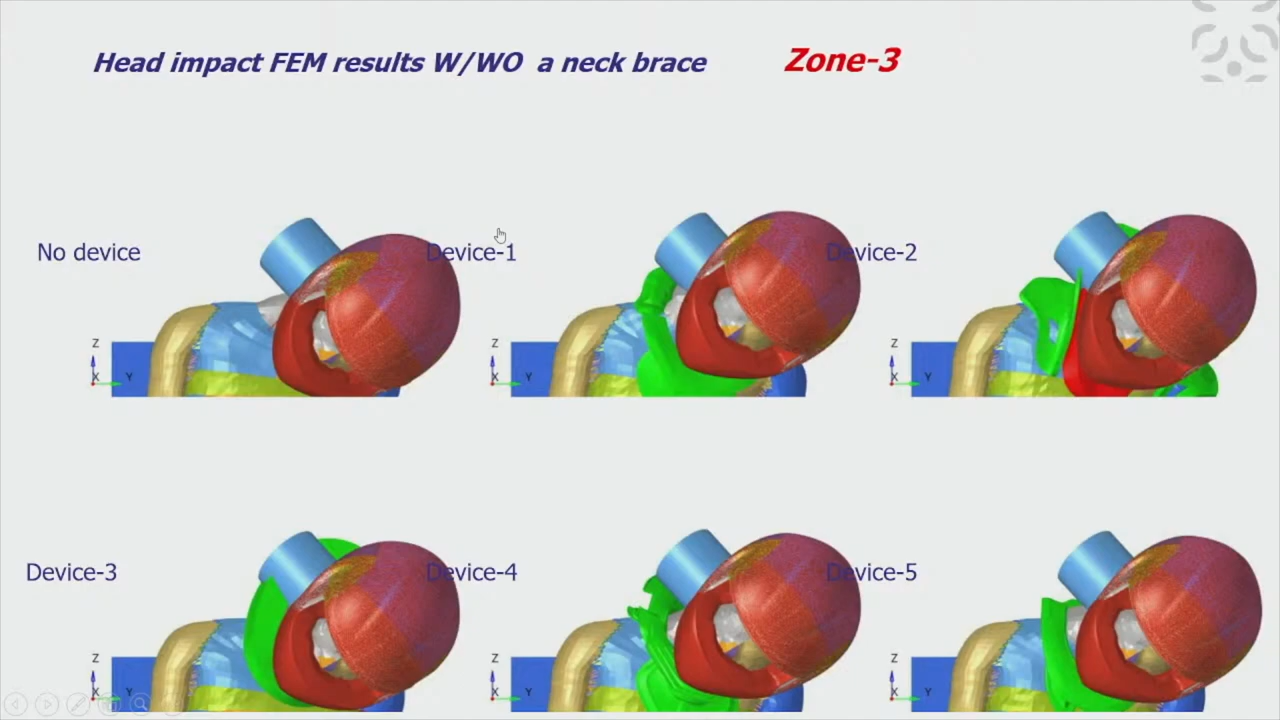 Head impact FEM results W/WO a neck brace
Zone-3
No device
Device-1
Device-2
Z
X
Y
Z
X
Y
Z
X
Y
Device-3
Device-4
Device-5
Z
X
Y
Z
X
Y
Z
X
Y